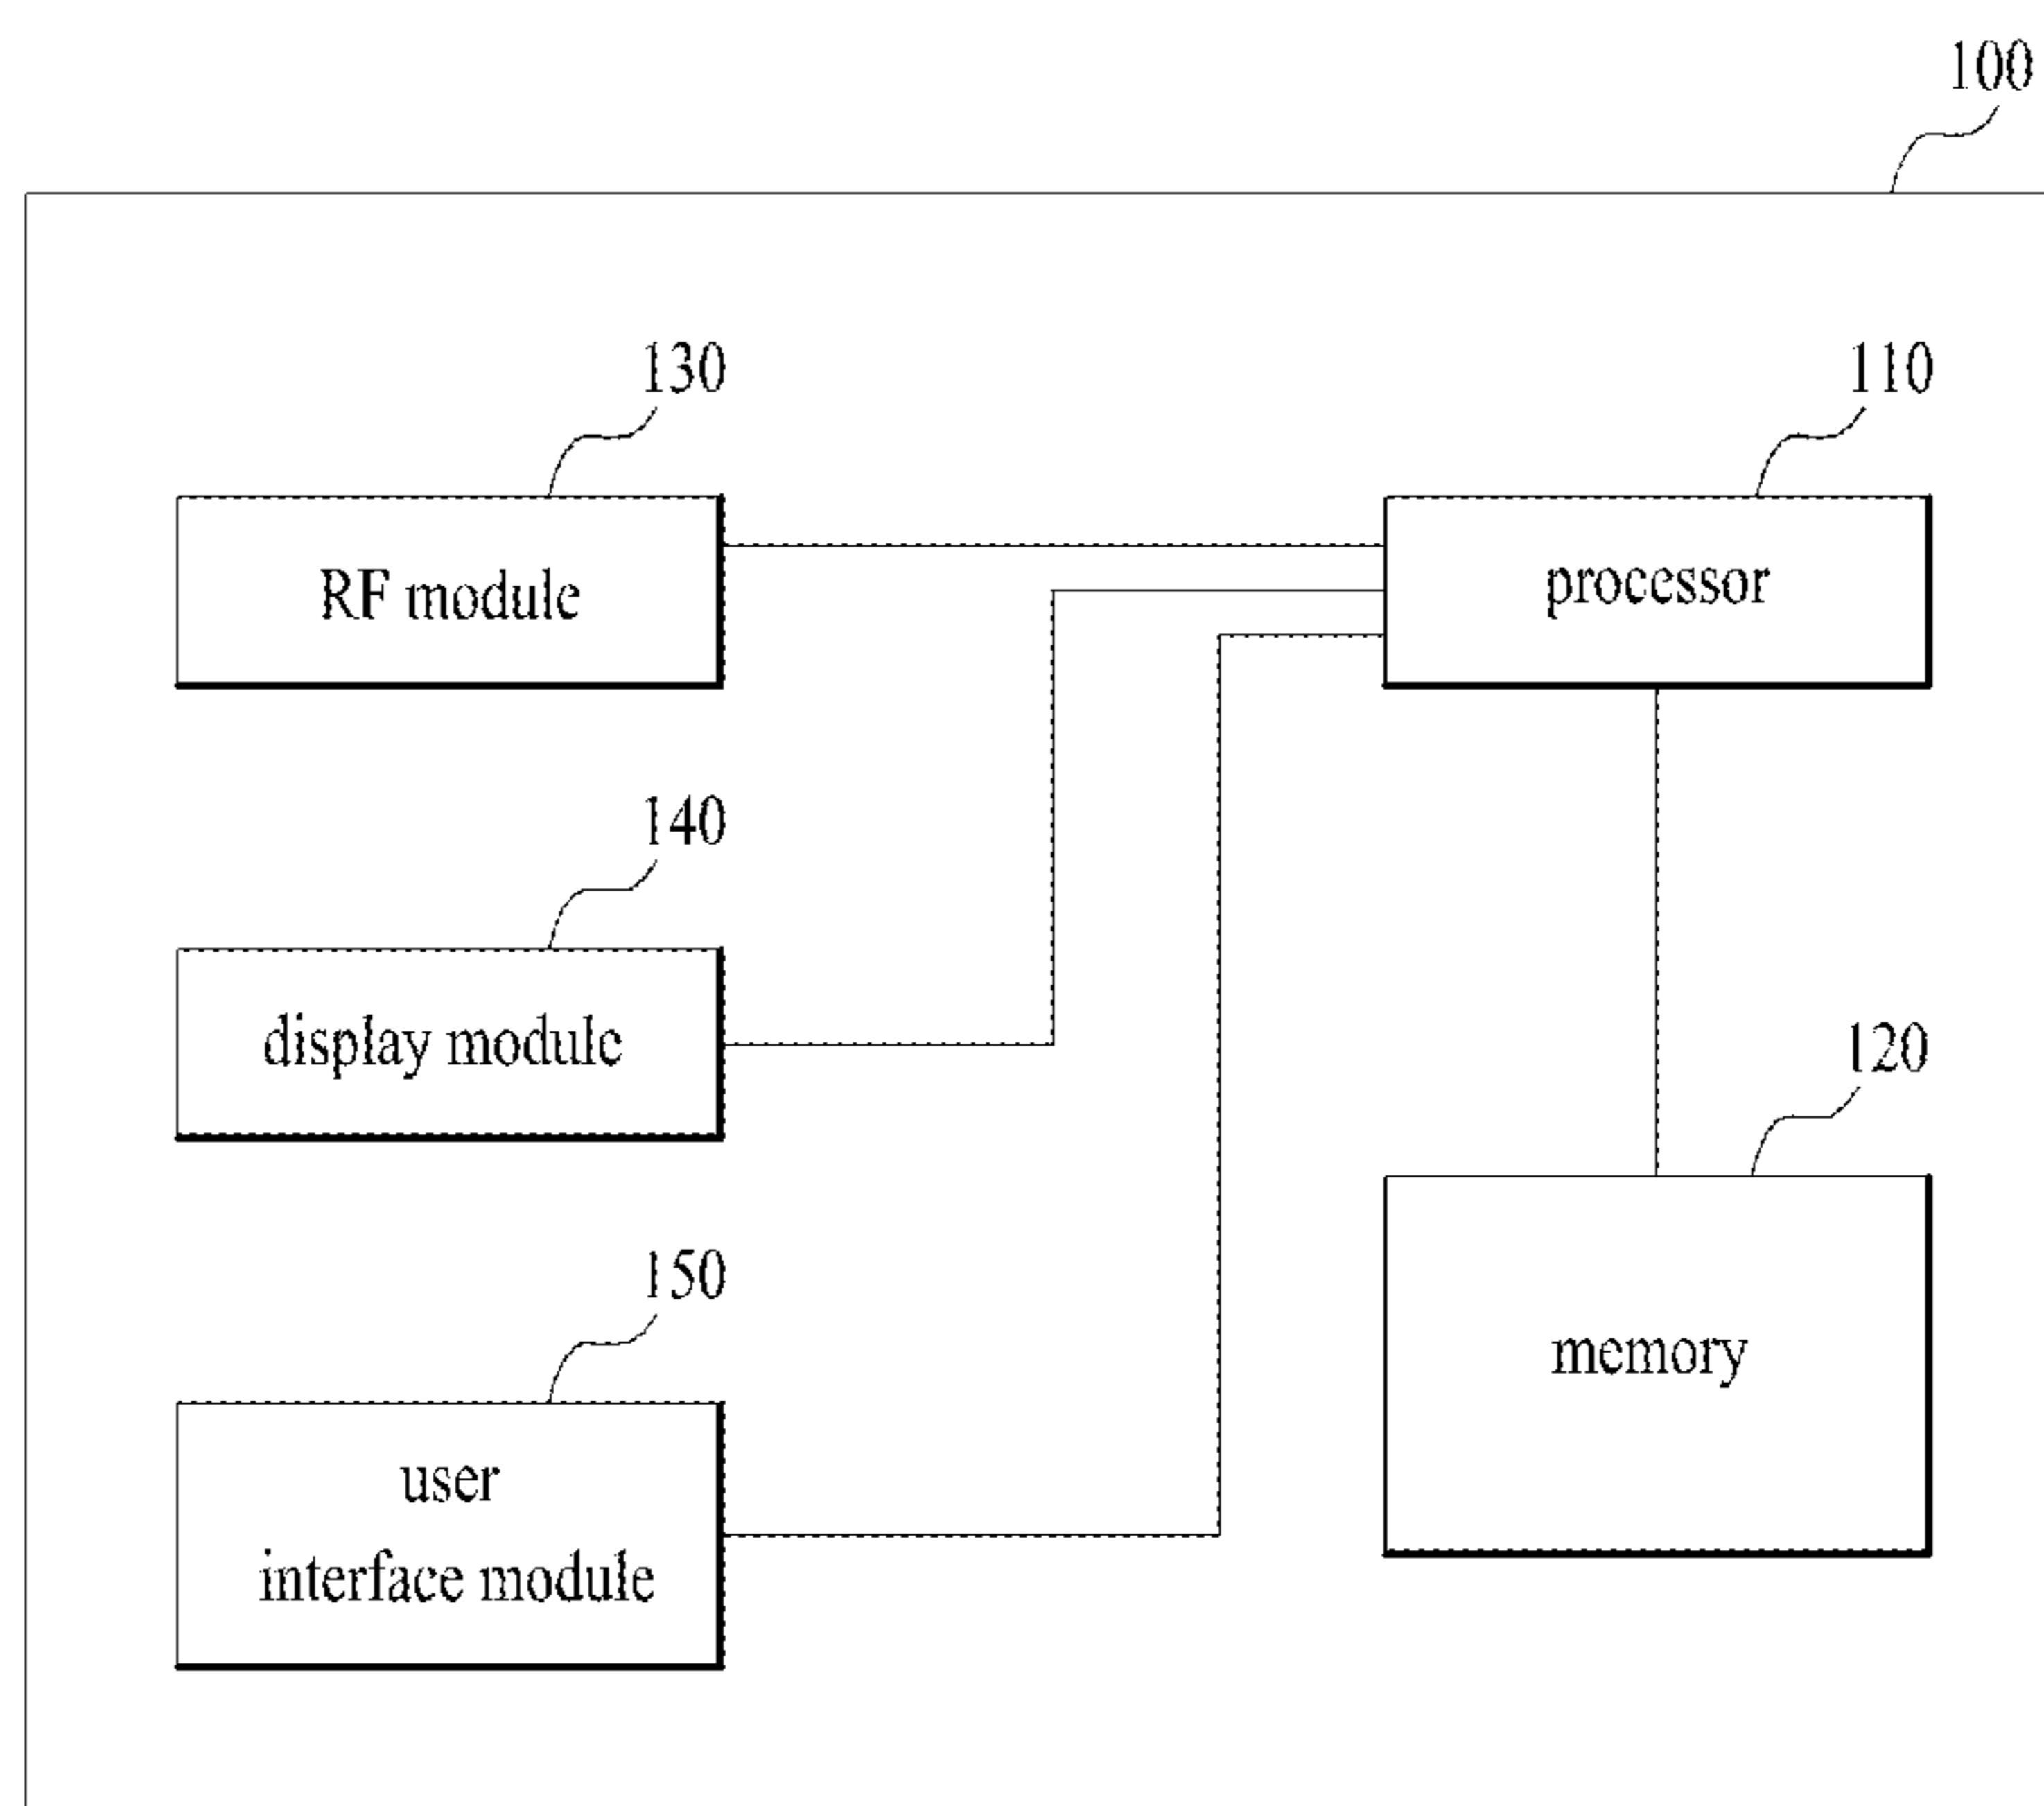 100
130
110
RF module
processor
140
display module
120
150
memory
user
interface module